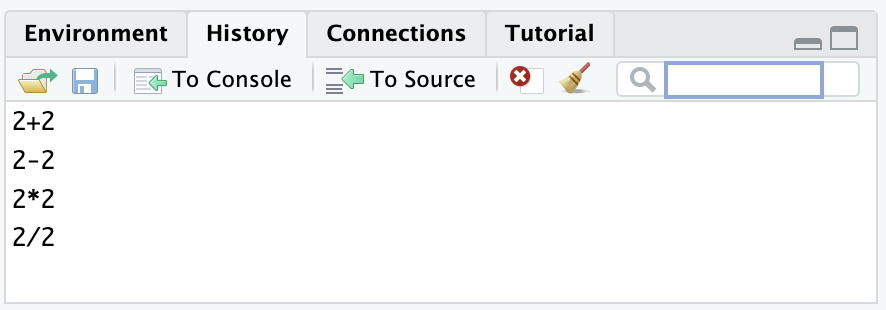 Environment History Connections Tutorial
To Console To Source
2+2
2-2
2*2
2/2